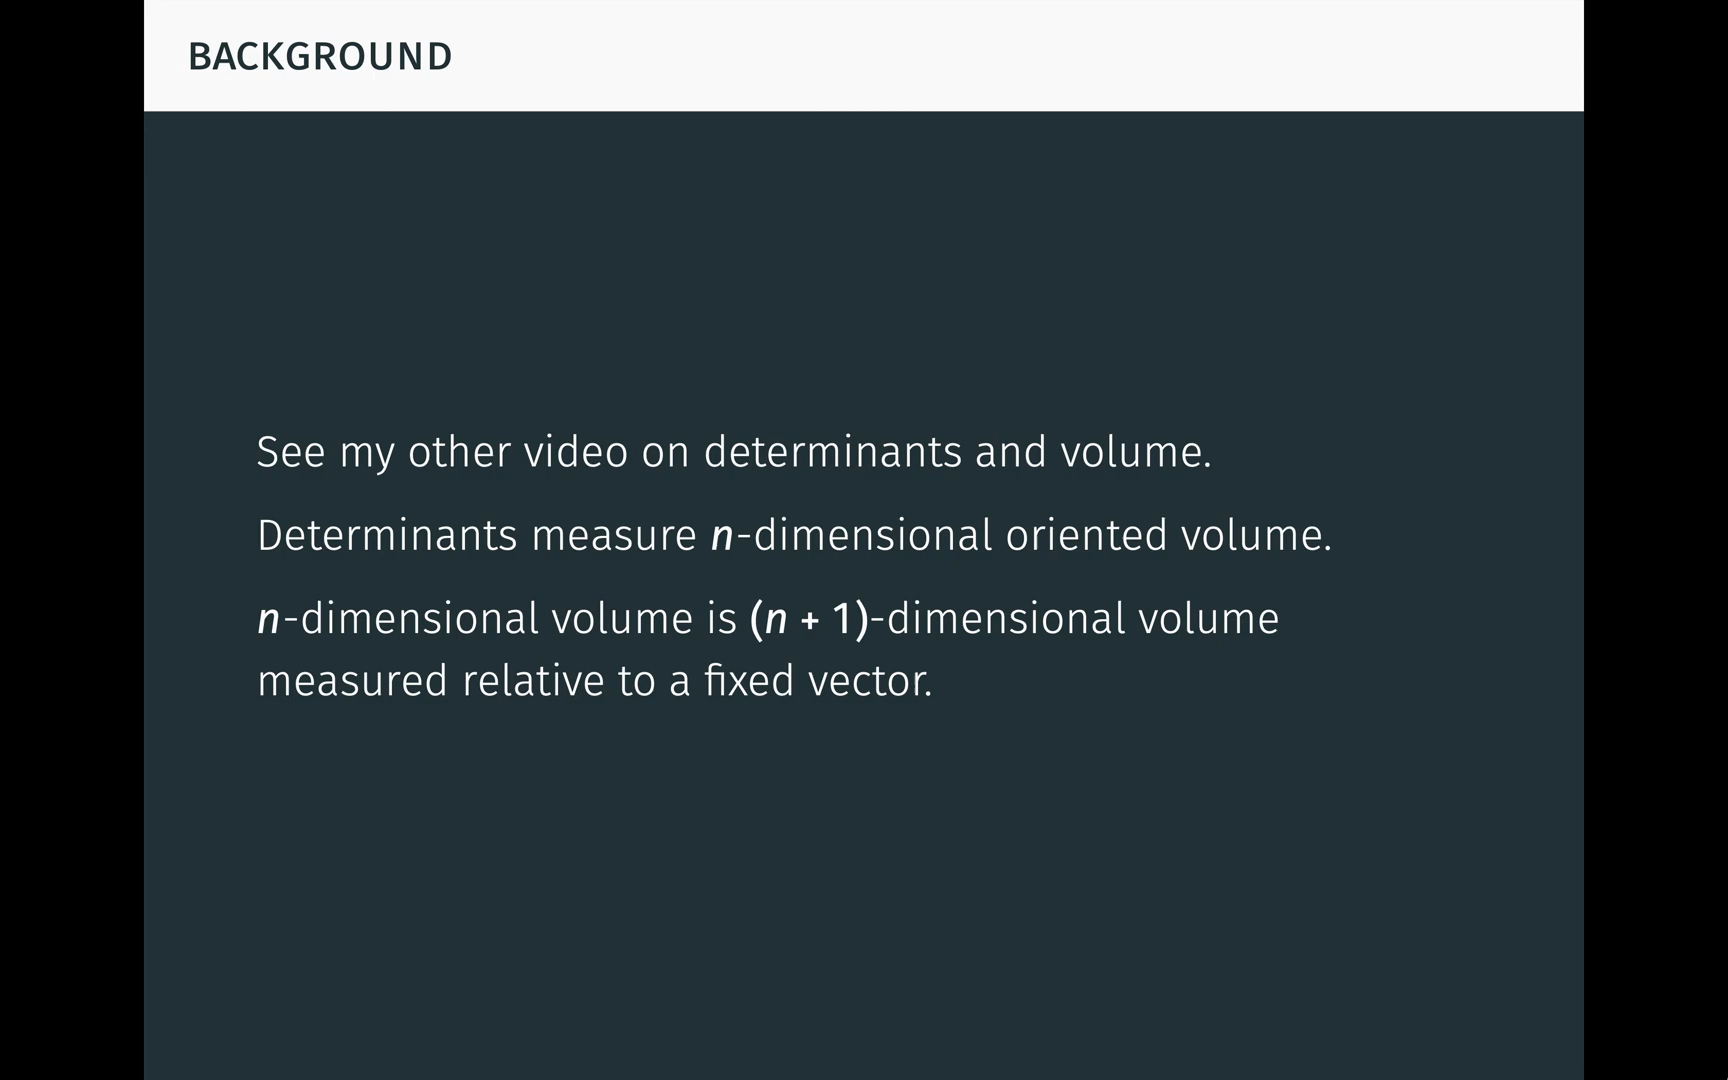 BACKGROUND
See my other video on determinants and volume.
Determinants measure n-dimensional oriented volume.
n-dimensional volume is (n + 1)-dimensional volume
measured relative to a fixed vector.